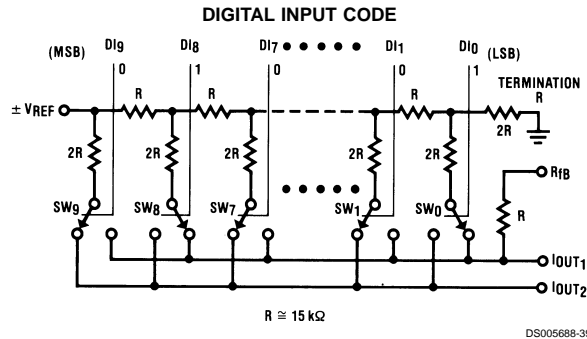 DIGITAL INPUT CODE
(MSB) DI9 DI8 DI7 DI1 DI0 (LSB)
0 1 0 0 1
TERMINATION
R R R R
± VREF
2R
2R 2R 2R 2R 2R
RfB
SW9 SW8 SW7 SW1 SW0
R
IOUT1
IOUT2
R ≅ 15 kΩ
DS005688-39